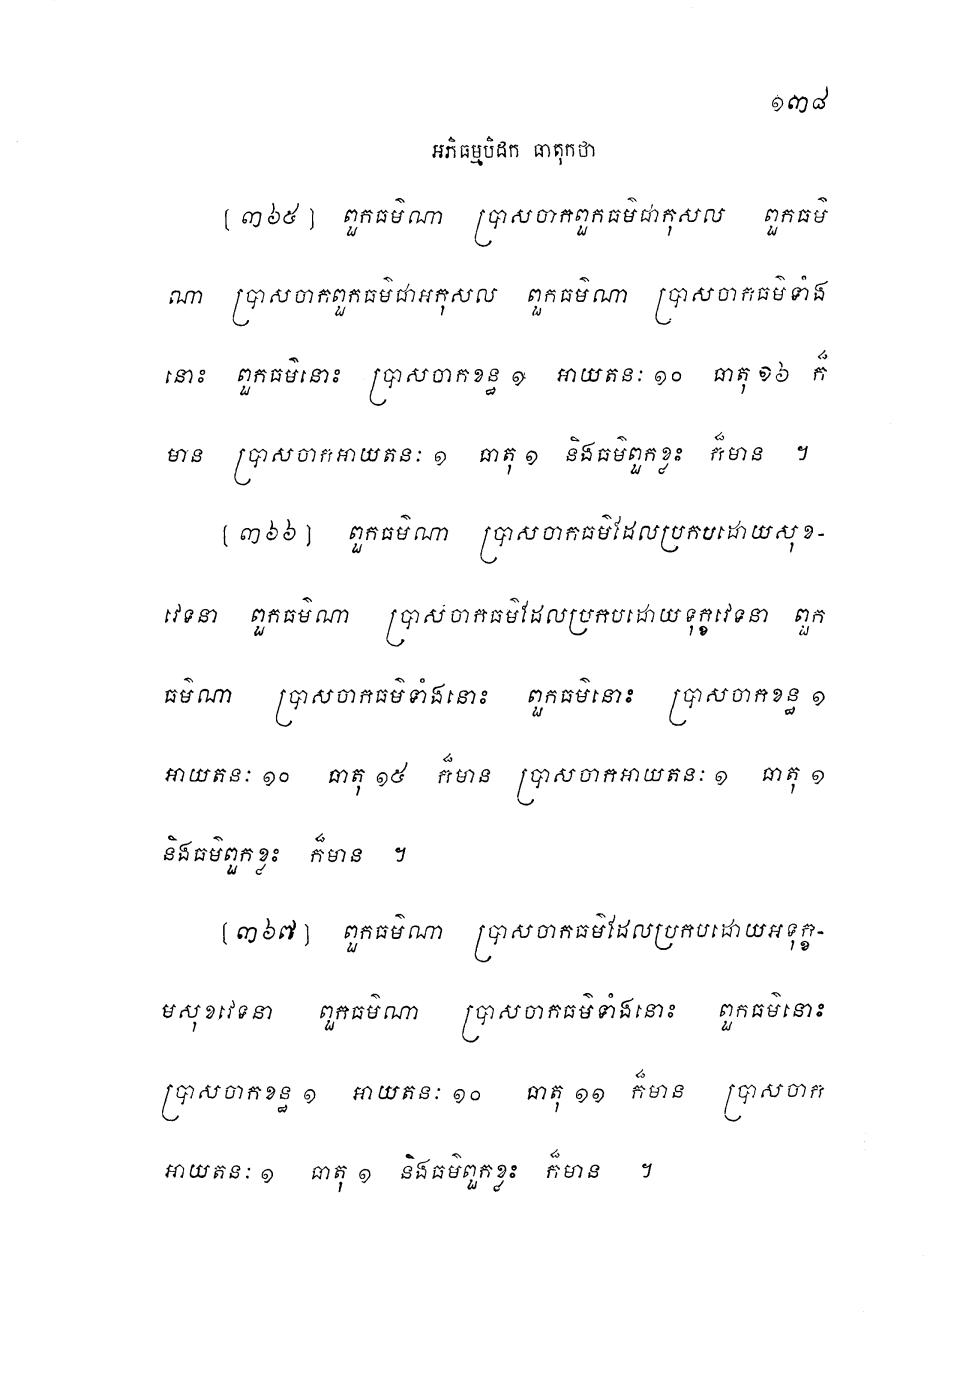 ១៣៨
អភិធម្មបិដក ធាតុកថា
[ ៣៦៥ ] ពួកធម៌ណា ប្រាសចាកពួកធម៌ជាកុសល ពួកធម៌
ណា ប្រាសចាកពួកធម៌ជាអកុសល ពួកធម៌ណា ប្រាសចាកធម៌ទាំង
នោះ ពួកធម៌នោះ ប្រាសចាកខន្ធ ១ អាយតនៈ ១០ ធាតុ ១៦ ក៏
មាន ប្រាសចាកអាយតនៈ ១ ធាតុ ១ និងធម៌ពួកខ្លះ ក៏មាន ។
[ ៣៦៦ ] ពួកធម៌ណា ប្រាសចាកធម៌ដែលប្រកបដោយសុខ-
វេទនា ពួកធម៌ណា ប្រាសចាកធម៌ដែលប្រកបដោយទុក្ខវេទនា ពួក
ធម៌ណា ប្រាសចាកធម៌ទាំងនោះ ពួកធម៌នោះ ប្រាសចាកខន្ធ ១
អាយតនៈ ១០ ធាតុ ១៥ ក៏មាន ប្រាសចាកអាយតនៈ ១ ធាតុ ១
និងធម៌ពួកខ្លះ ក៏មាន ។
[ ៣៦៧ ] ពួកធម៌ណា ប្រាសចាកធម៌ដែលប្រកបដោយអទុក្ខ-
មសុខវេទនា ពួកធម៌ណា ប្រាសចាកធម៌ទាំងនោះ ពួកធម៌នោះ
ប្រាសចាកខន្ធ ១ អាយតនៈ ១០ ធាតុ ១១ ក៏មាន ប្រាសចាក
អាយតនៈ ១ ធាតុ ១ និងធម៌ពួកខ្លះ ក៏មាន ។